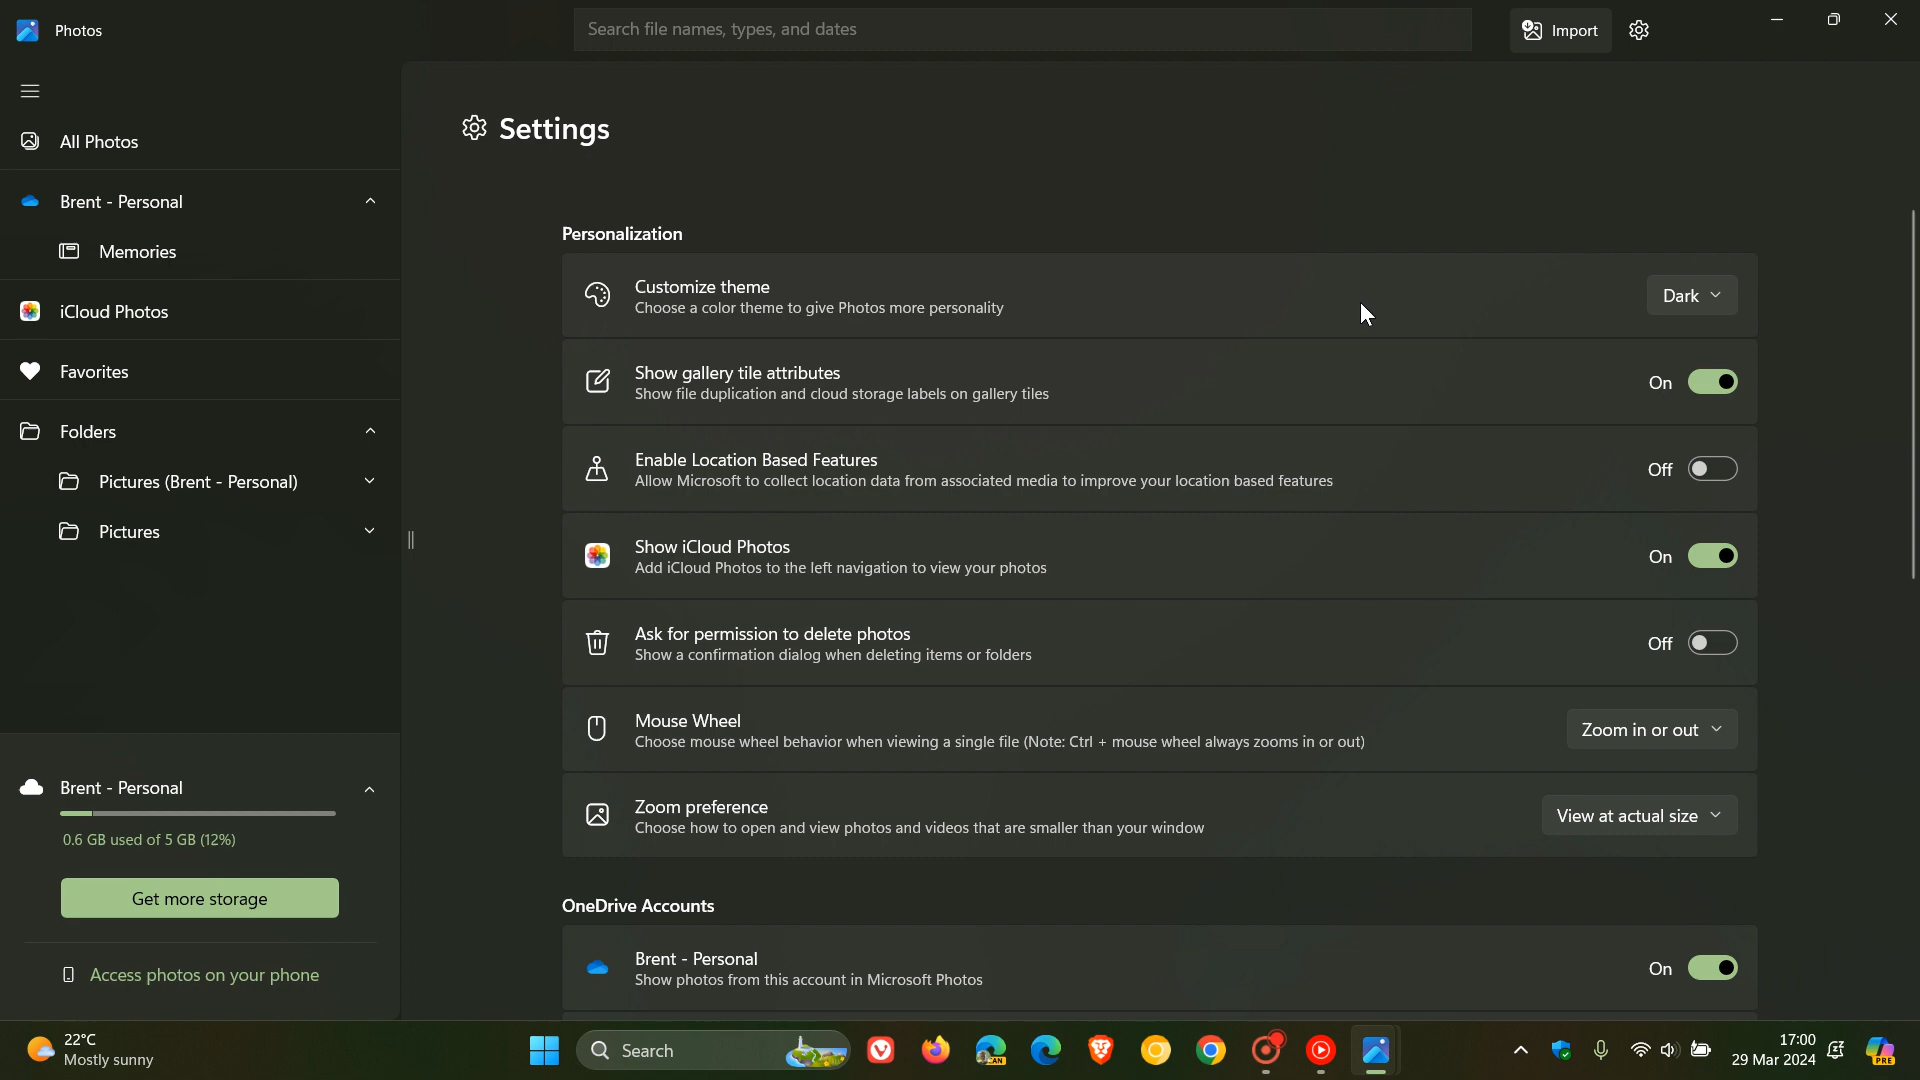 Photos
Search file names, types, and dates
Import
All Photos
Brent - Personal
Memories
iCloud Photos
Favorites
Folders
Pictures (Brent - Personal)
Pictures
Brent - Personal
0.6 GB used of 5 GB (12%)
Get more storage
Access photos on your phone
Settings
Personalization
Customize theme
Choose a color theme to give Photos more personality
Dark
Show gallery tile attributes
Show file duplication and cloud storage labels on gallery tiles
On
Enable Location Based Features
Allow Microsoft to collect location data from associated media to improve your location based features
Off
Show iCloud Photos
Add iCloud Photos to the left navigation to view your photos
On
Ask for permission to delete photos
Show a confirmation dialog when deleting items or folders
Off
Mouse Wheel
Choose mouse wheel behavior when viewing a single file (Note: Ctrl + mouse wheel always zooms in or out)
Zoom in or out
Zoom preference
Choose how to open and view photos and videos that are smaller than your window
View at actual size
OneDrive Accounts
Brent - Personal
Show photos from this account in Microsoft Photos
On
22°C
Mostly sunny
Search
CAN
17:00
29 Mar 2024
PRE